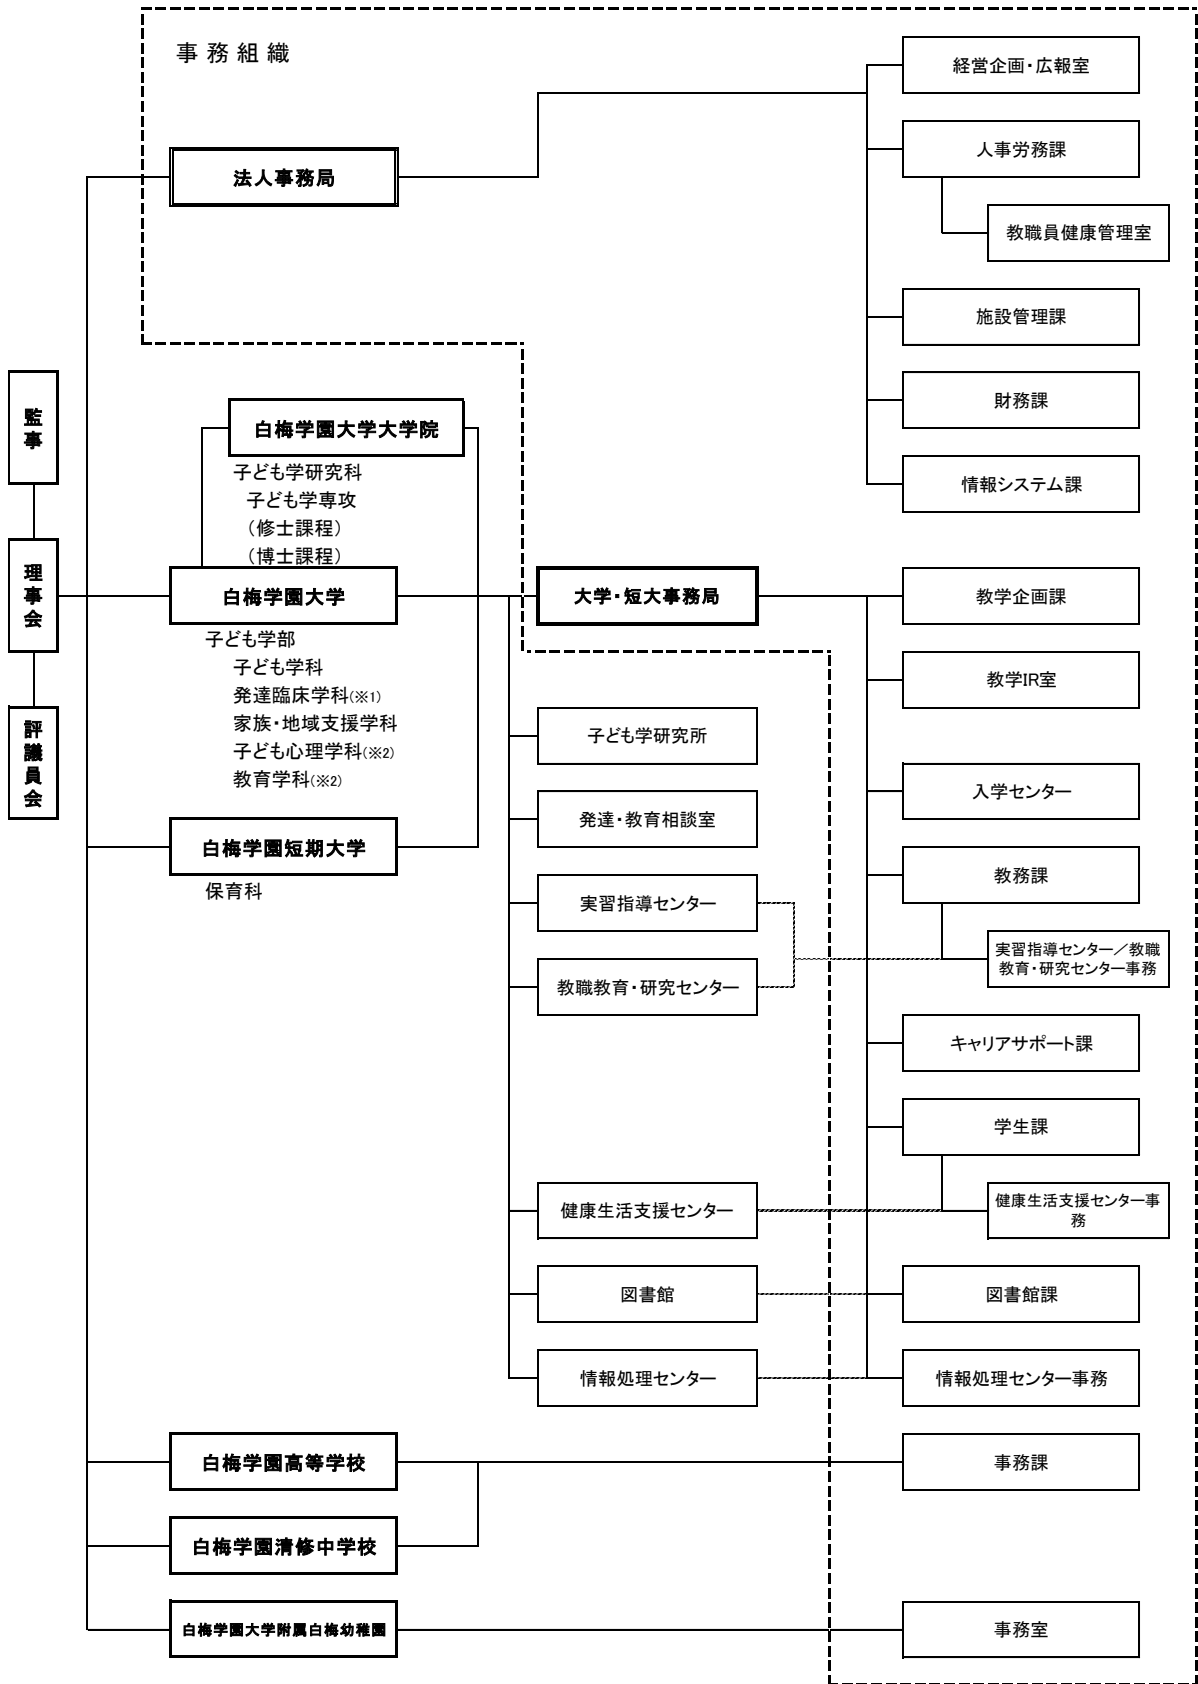 事務組織
経営企画・広報室
人事労務課
法人事務局
教職員健康管理室
施設管理課
監事
財務課
白梅学園大学大学院
子ども学研究科
子ども学専攻
(修士課程)
(博士課程)
情報システム課
理事会
白梅学園大学
大学・短大事務局
教学企画課
子ども学部
子ども学科
発達臨床学科(※1)
家族・地域支援学科
子ども心理学科(※2)
教育学科(※2)
教学IR室
評議員会
子ども学研究所
入学センター
発達・教育相談室
白梅学園短期大学
保育科
教務課
実習指導センター
実習指導センター/教職
教育・研究センター事務
教職教育・研究センター
キャリアサポート課
学生課
健康生活支援センター
健康生活支援センター事
務
図書館
図書館課
情報処理センター
情報処理センター事務
白梅学園高等学校
事務課
白梅学園清修中学校
白梅学園大学附属白梅幼稚園
事務室